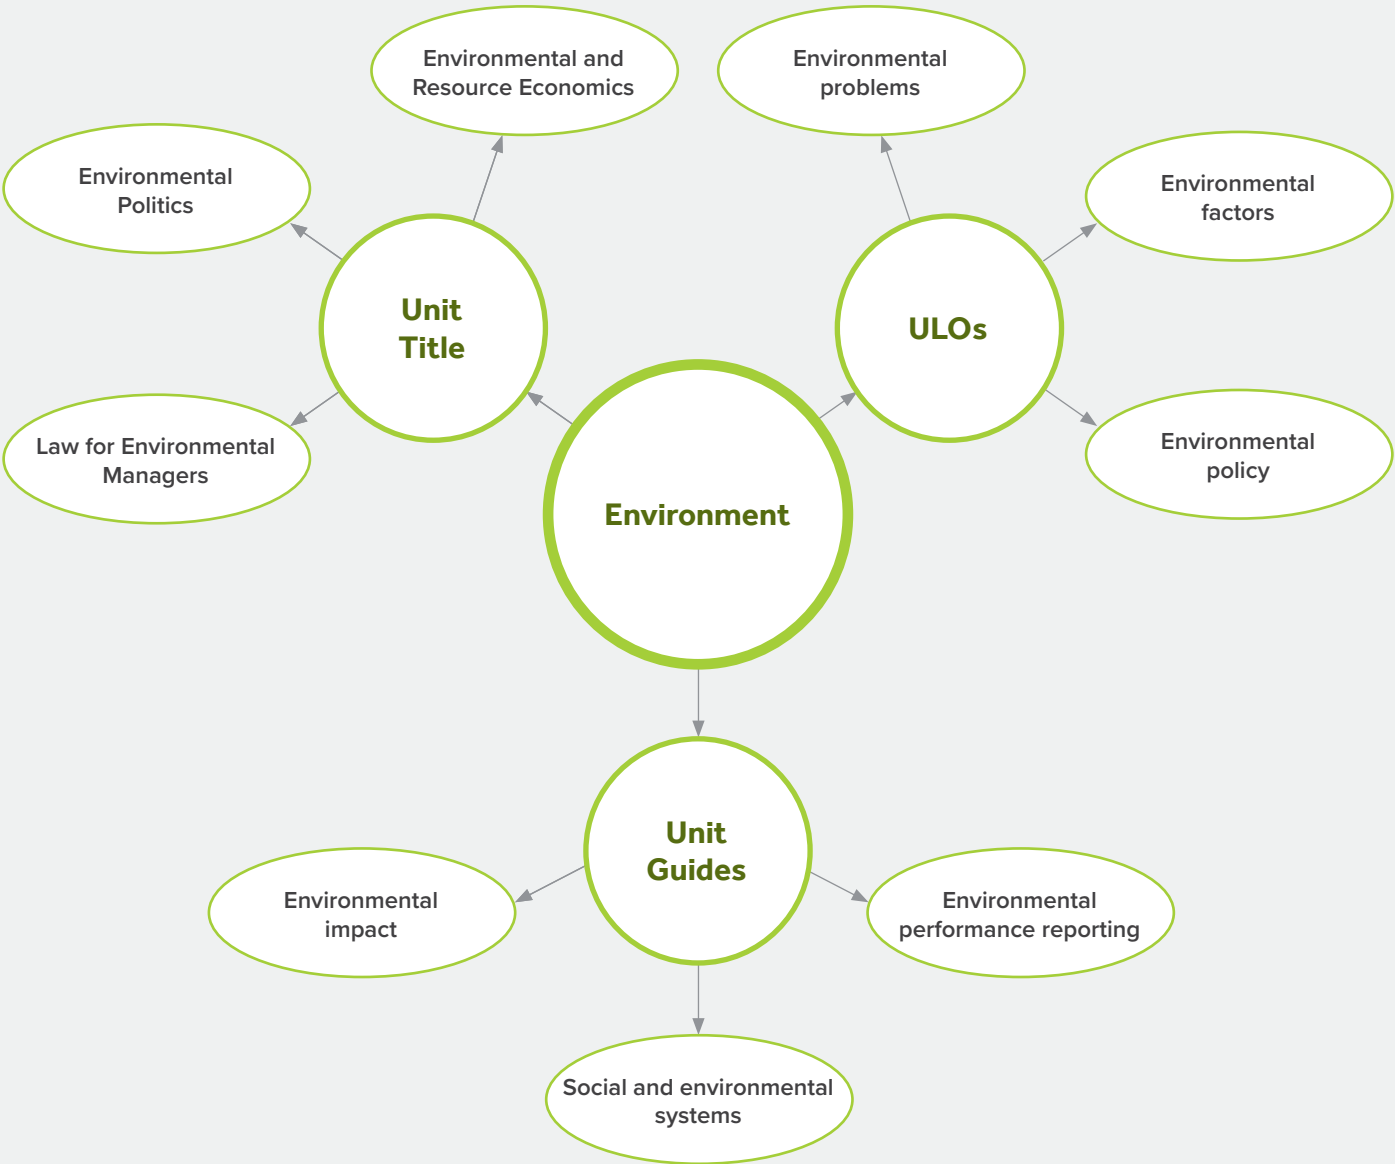 Environmental and
Resource Economics
Environmental
problems
Environmental
Politics
Environmental
factors
Unit
Title
ULOs
Law for Environmental
Managers
Environmental
policy
Environment
Unit
Guides
Environmental
impact
Environmental
performance reporting
Social and environmental
systems